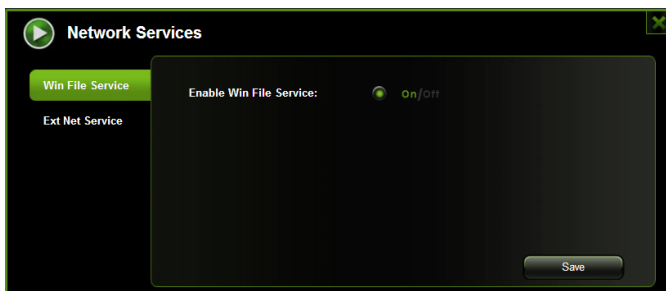 Network Services
Win File Service
Ext Net Service
Enable Win File Service:
On/Off
Save